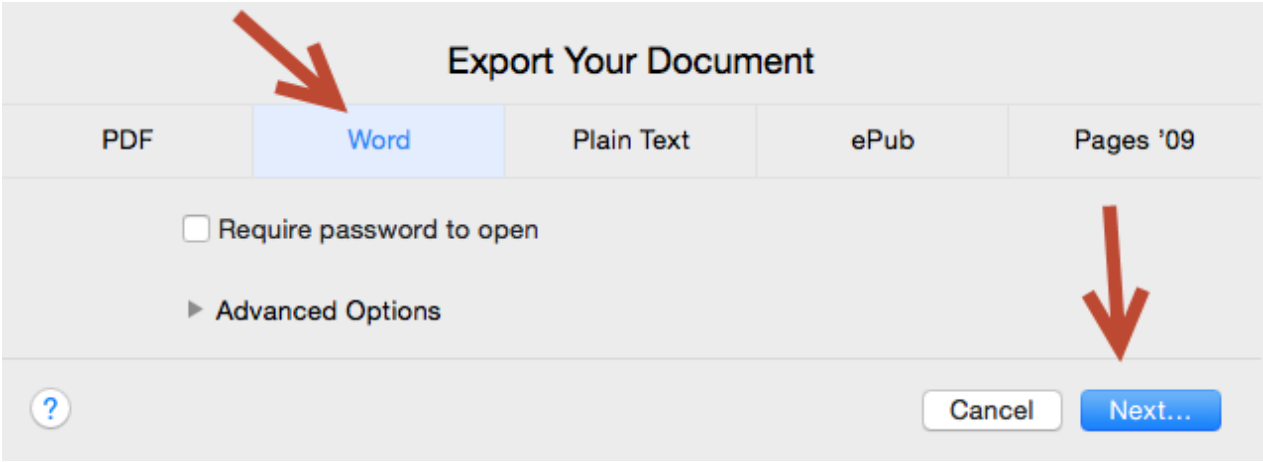 Export Your Document
PDF Word Plain Text ePub Pages ’09
Require password to open
Advanced Options
? Cancel Next...